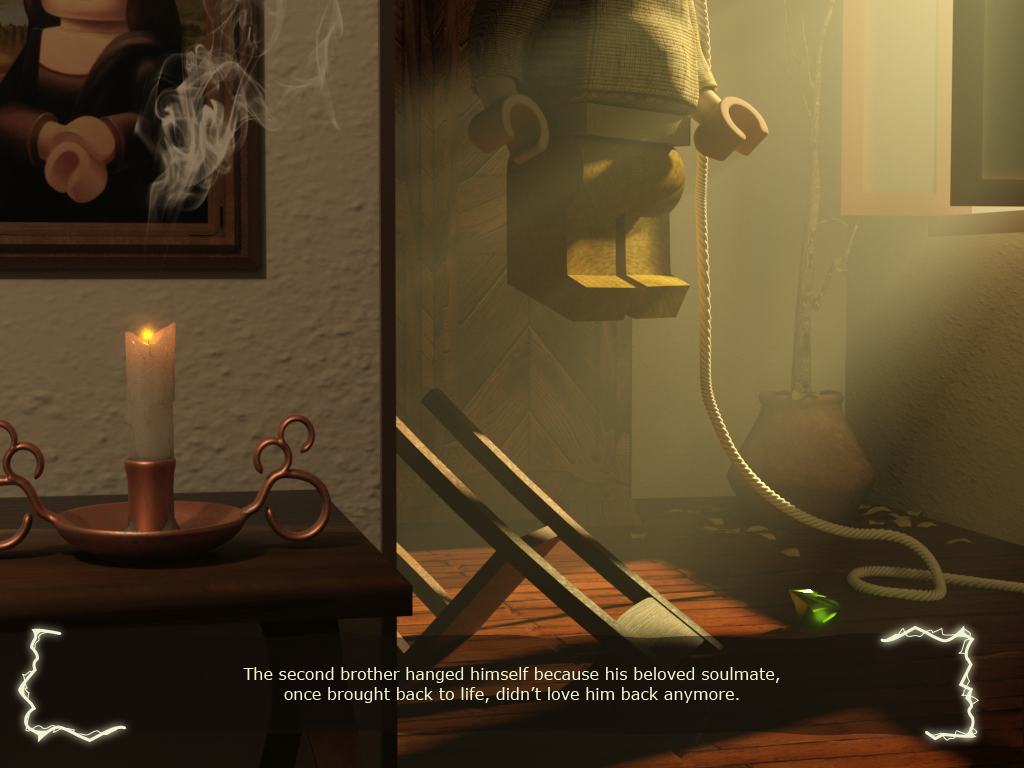 The second brother hanged himself because his beloved soulmate,
once brought back to life, didn’t love him back anymore.